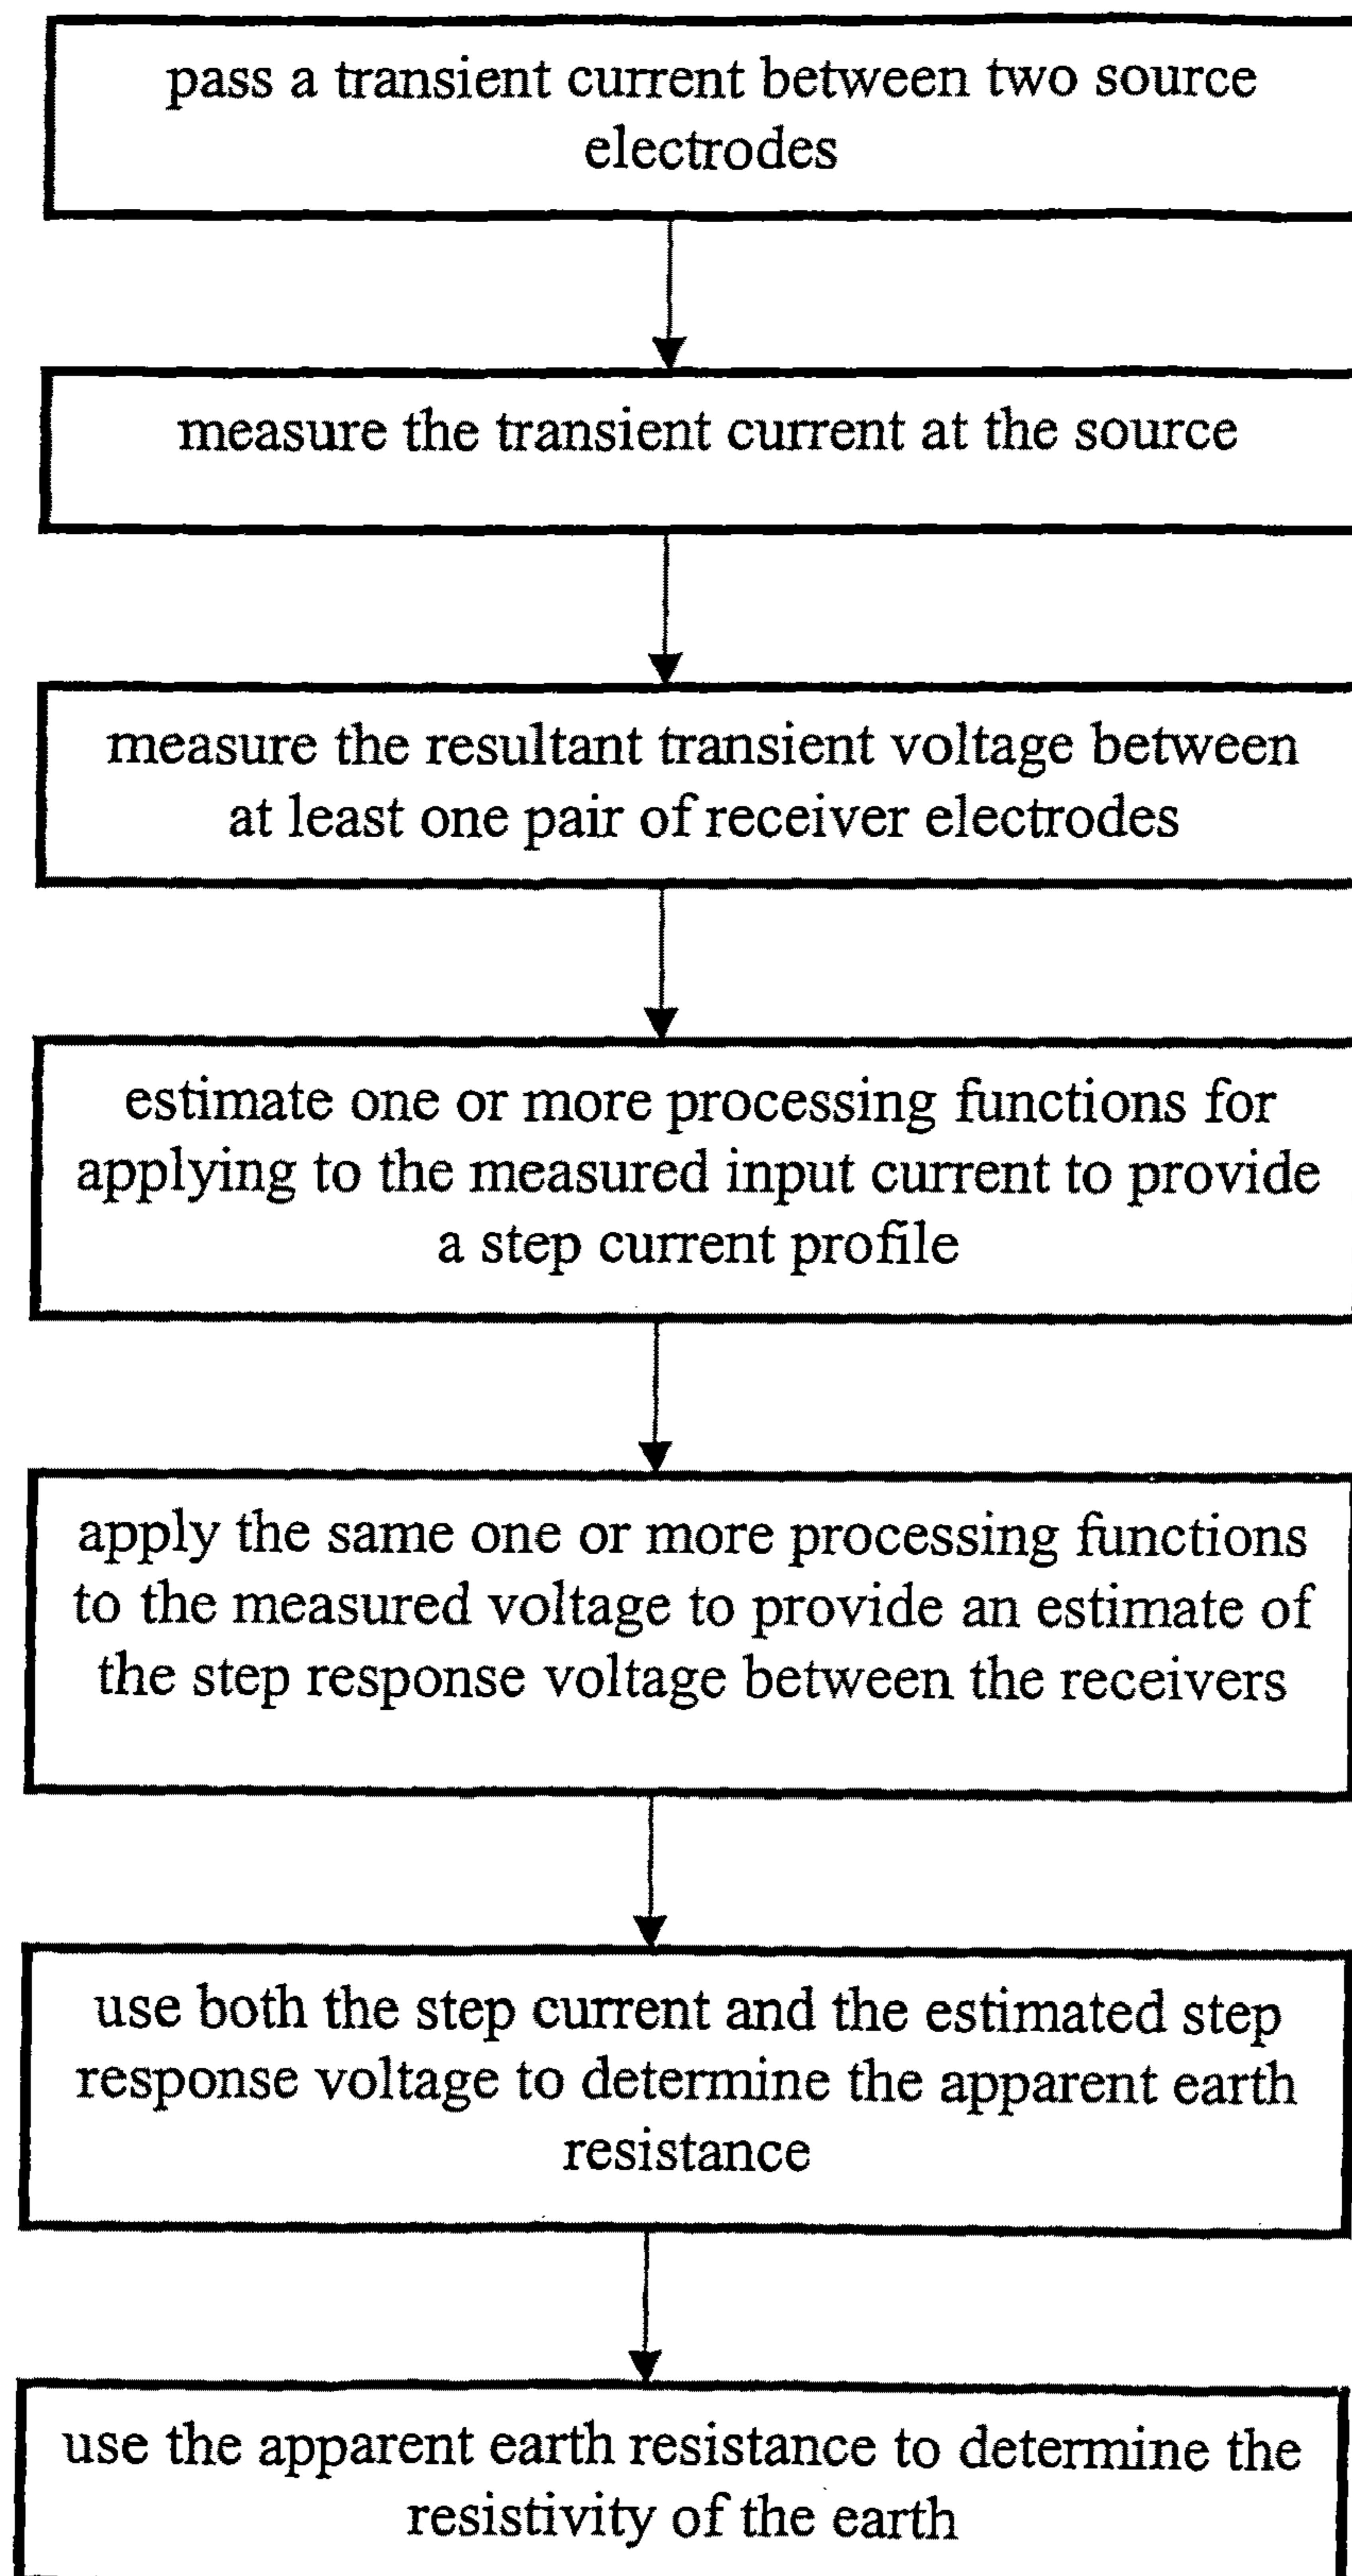 pass a transient current between two source
electrodes
measure the transient current at the source
measure the resultant transient voltage between
at least one pair of receiver electrodes
estimate one or more processing functions for
applying to the measured input current to provide
a step current profile
apply the same one or more processing functions
to the measured voltage to provide an estimate of
the step response voltage between the receivers
use both the step current and the estimated step
response voltage to determine the apparent earth
resistance
use the apparent earth resistance to determine the
resistivity of the earth